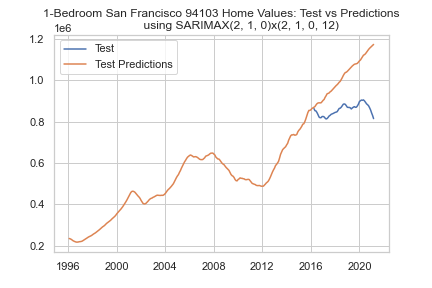 1-Bedroom San Francisco 94103 Home Values: Test vs Predictions
using SARIMAX(2, 1, 0)x(2, 1, 0, 12)
1e6
Test
Test Predictions
1.2
1.0
0.8
0.6
0.4
0.2
1996 2000 2004 2008 2012 2016 2020